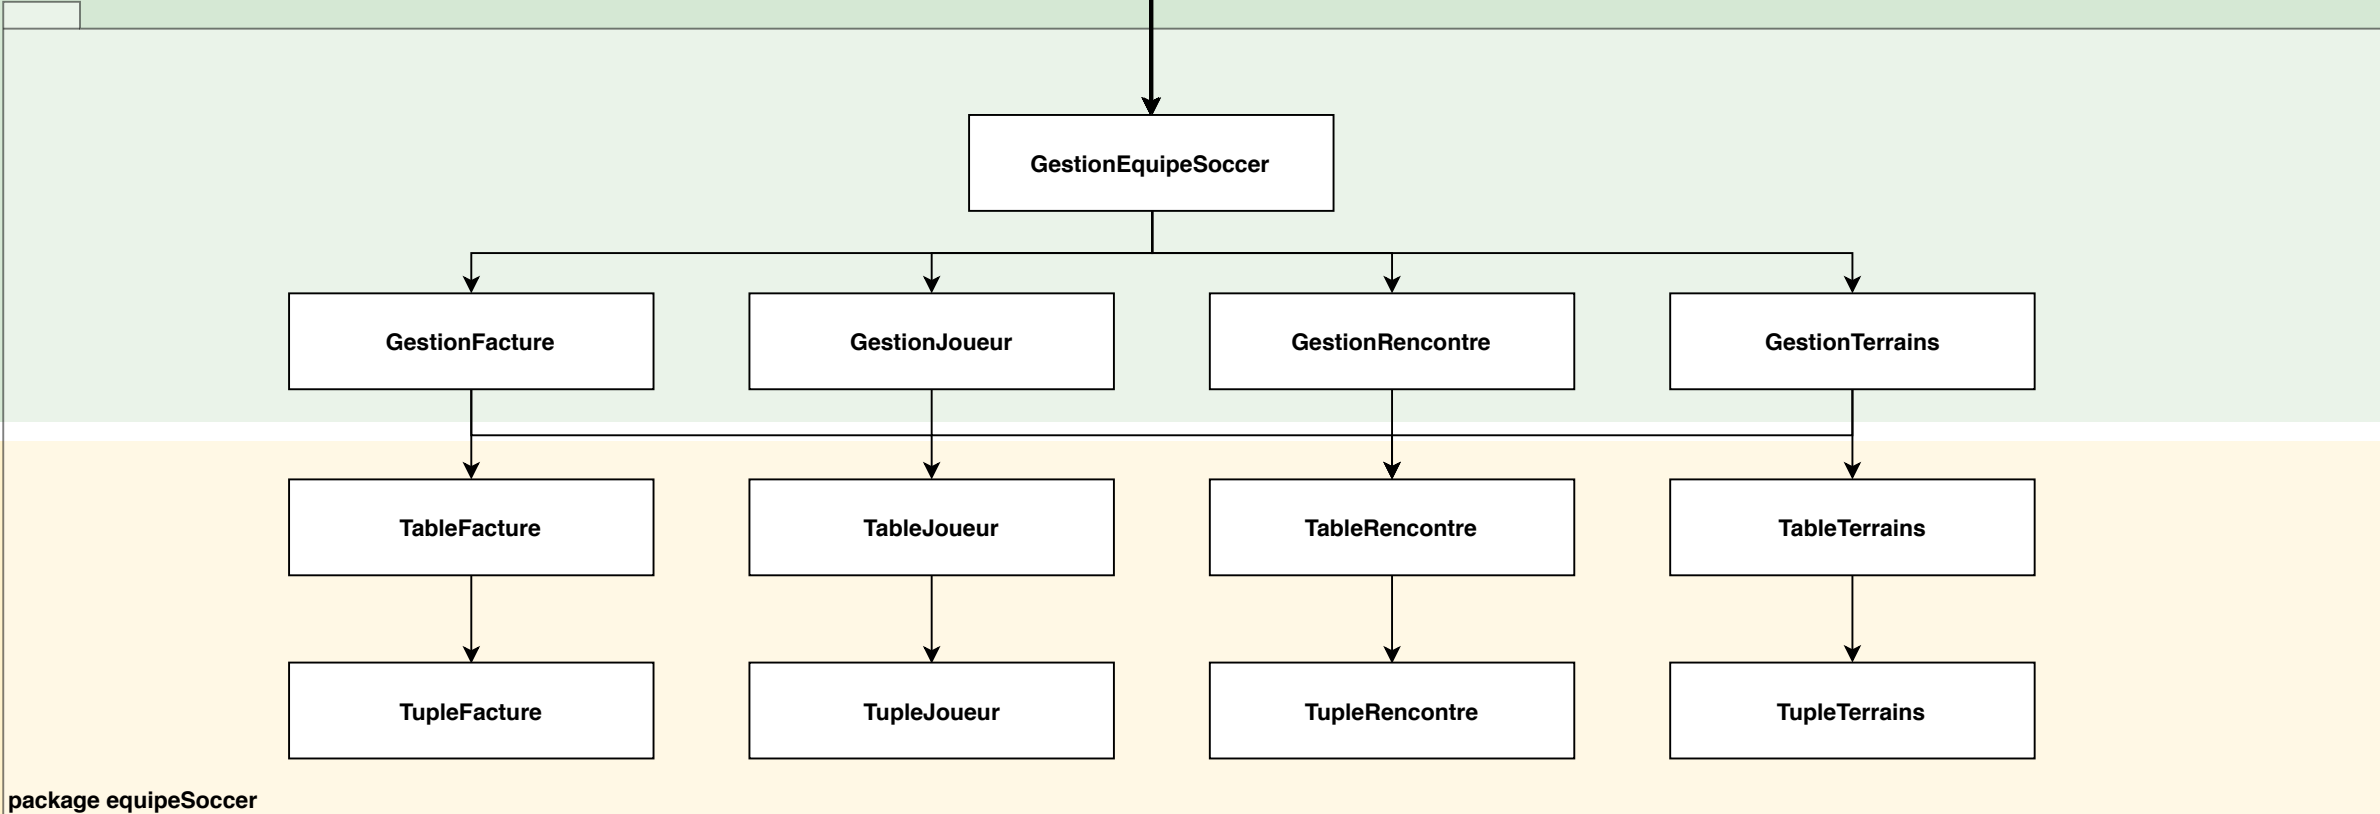 GestionEquipeSoccer
GestionFacture
GestionJoueur
GestionRencontre
GestionTerrains
TableFacture
TableJoueur
TableRencontre
TableTerrains
TupleFacture
TupleJoueur
TupleRencontre
TupleTerrains
package equipeSoccer